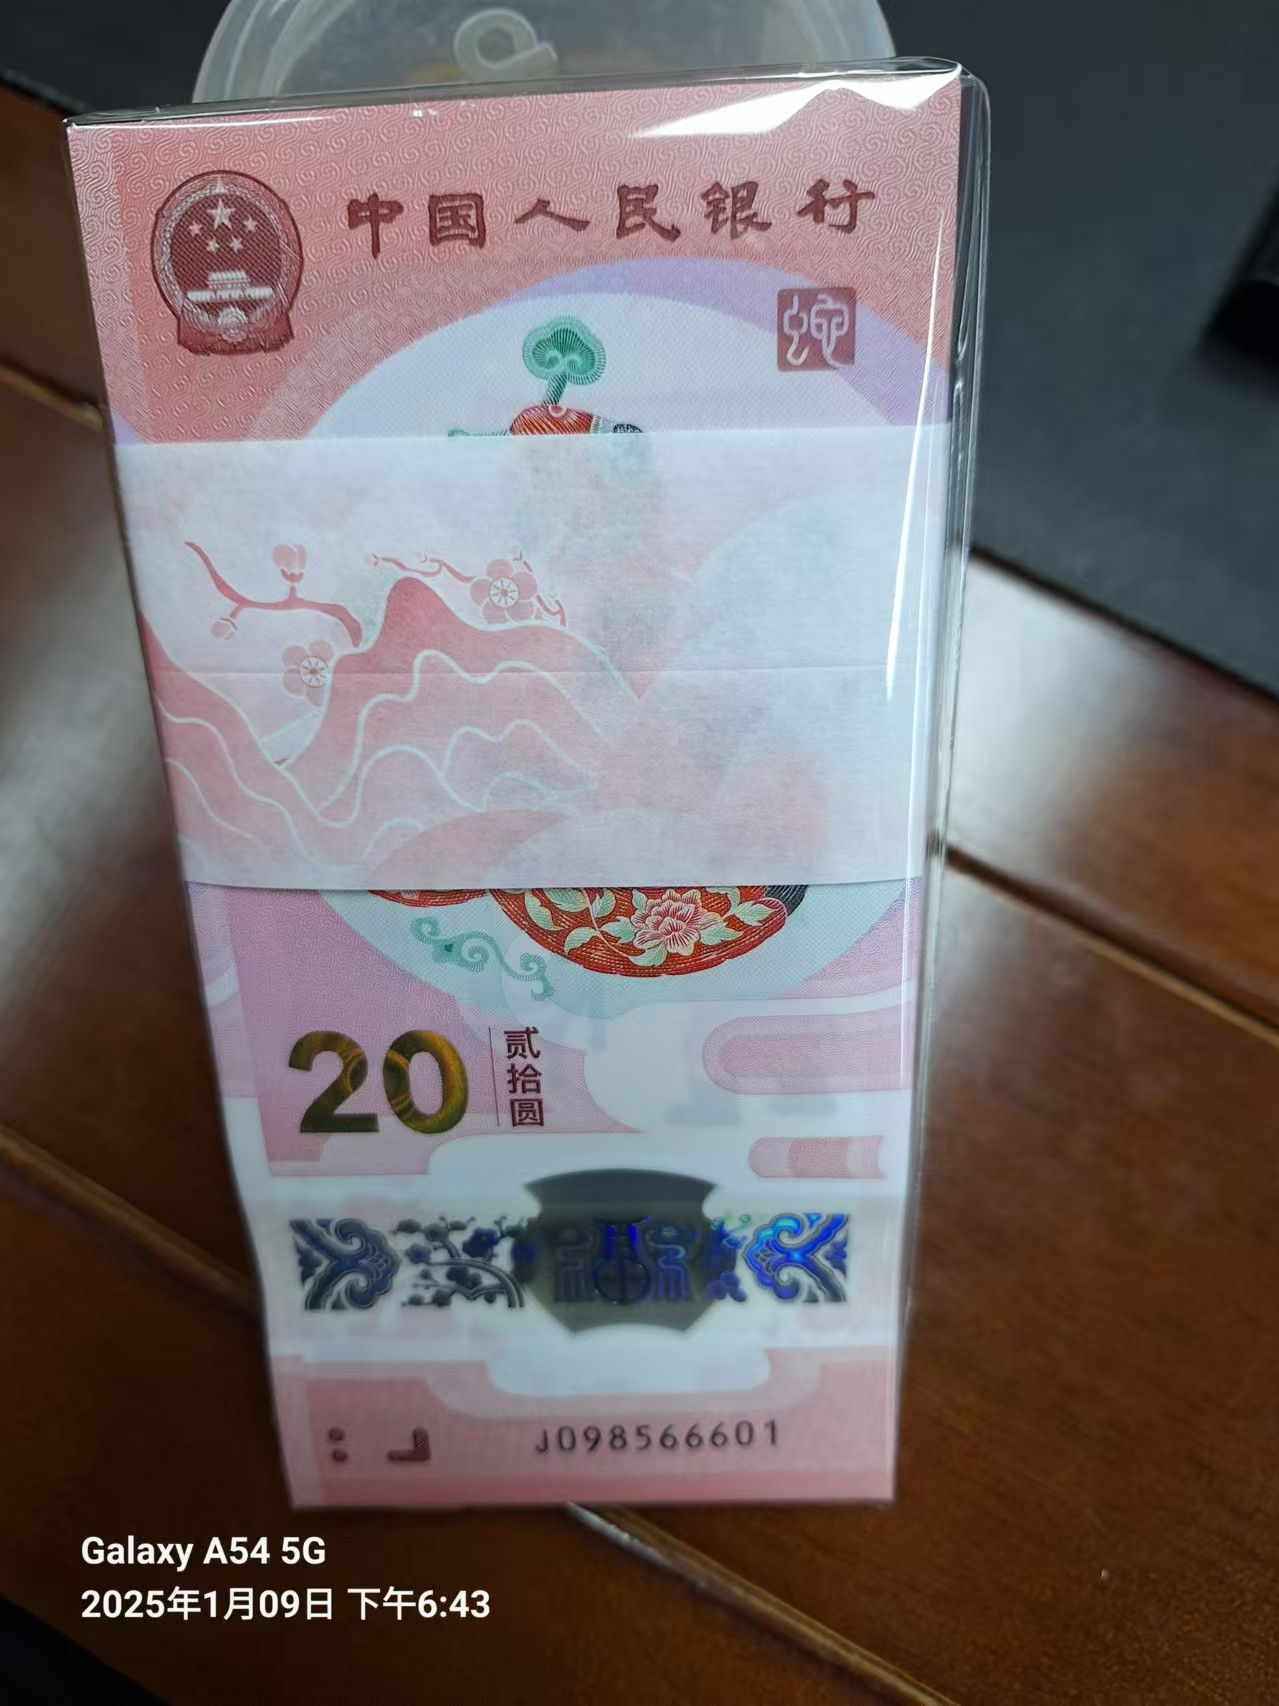 中国人民银行
20
贰拾圆
J098566601
Galaxy A54 5G
2025年1月09日 下午6:43